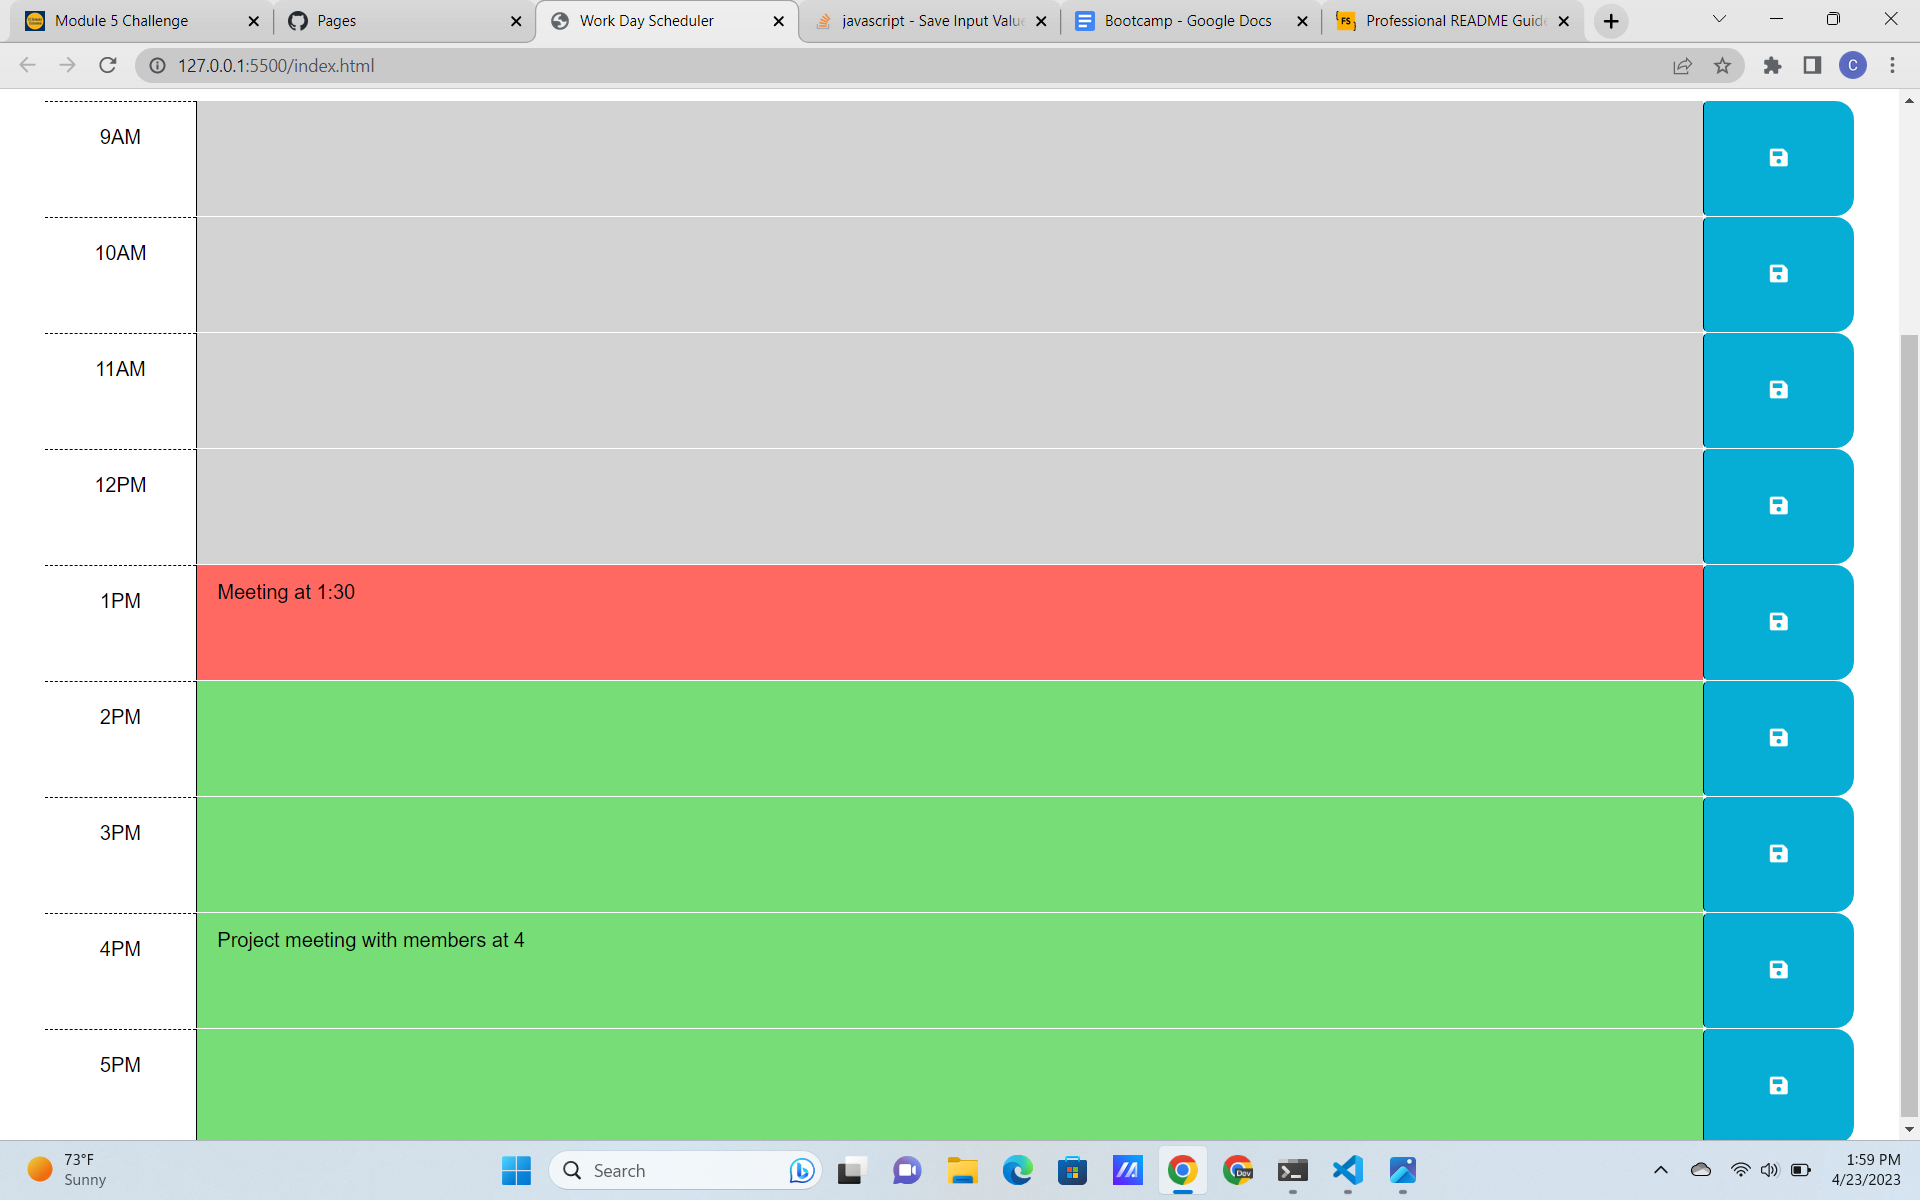 Module 5 Challenge
Pages
Work Day Scheduler
javascript - Save Input Valu
Bootcamp - Google Docs
FS
Professional README Guid
127.0.0.1:5500/index.html
C
9AM
10AM
11AM
12PM
1PM
Meeting at 1:30
2PM
3PM
4PM
Project meeting with members at 4
5PM
73°F
Sunny
Search
Dev
1:59 PM
4/23/2023